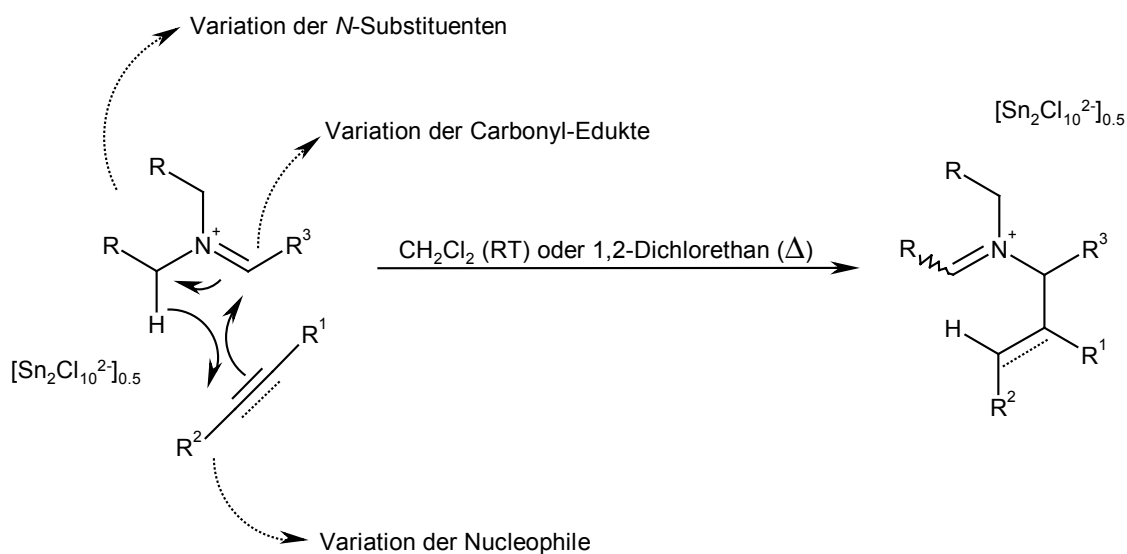 Variation der N-Substituenten
[Sn₂Cl₁₀²⁻]₀.₅
Variation der Carbonyl-Edukte
R
R
N⁺
R³
CH₂Cl₂ (RT) oder 1,2-Dichlorethan (Δ)
R
R
N⁺
R³
H
R¹
[Sn₂Cl₁₀²⁻]₀.₅
R²
H
R¹
R²
Variation der Nucleophile